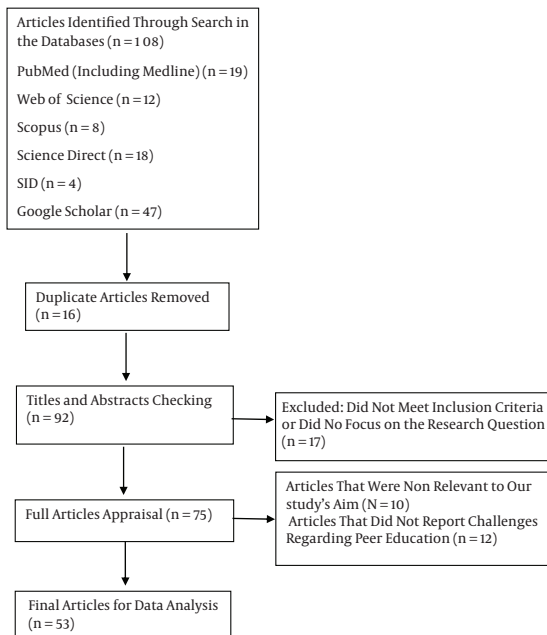 Articles Identified Through Search in
the Databases (n = 1 0 8)
PubMed (Including Medline) (n = 19)
Web of Science (n = 12)
Scopus (n = 8)
Science Direct (n = 18)
SID (n = 4)
Google Scholar (n = 47)
Duplicate Articles Removed
(n = 16)
Titles and Abstracts Checking
(n = 92)
Excluded: Did Not Meet Inclusion Criteria
or Did No Focus on the Research Question
(n = 17)
Full Articles Appraisal (n = 75)
Articles That Were Non Relevant to Our
study's Aim (N = 10)
Articles That Did Not Report Challenges
Regarding Peer Education (n = 12)
Final Articles for Data Analysis
(n = 53)